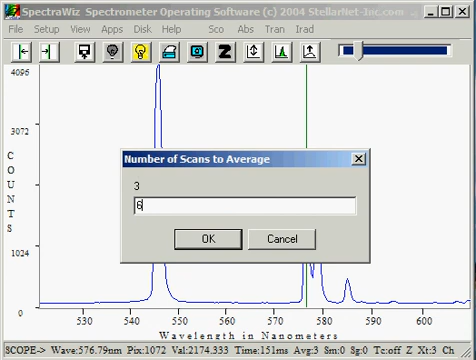 SpectraWiz Spectrometer Operating Software (c) 2004 StellarNet-Inc.com
File Setup View Apps Disk Help Sco Abs Tran Irad
4095
3072
COUNTS
1024
0
Number of Scans to Average
3
6
OK Cancel
530 540 550 560 570 580 590 600
Wavelength in Nanometers
SCOPE-> Wave:576.79nm Pix:1072 Val:2174.333 Time:151ms Avg:3 Sm:0 Sg:0 Tc:off Z Xt:3 Ch